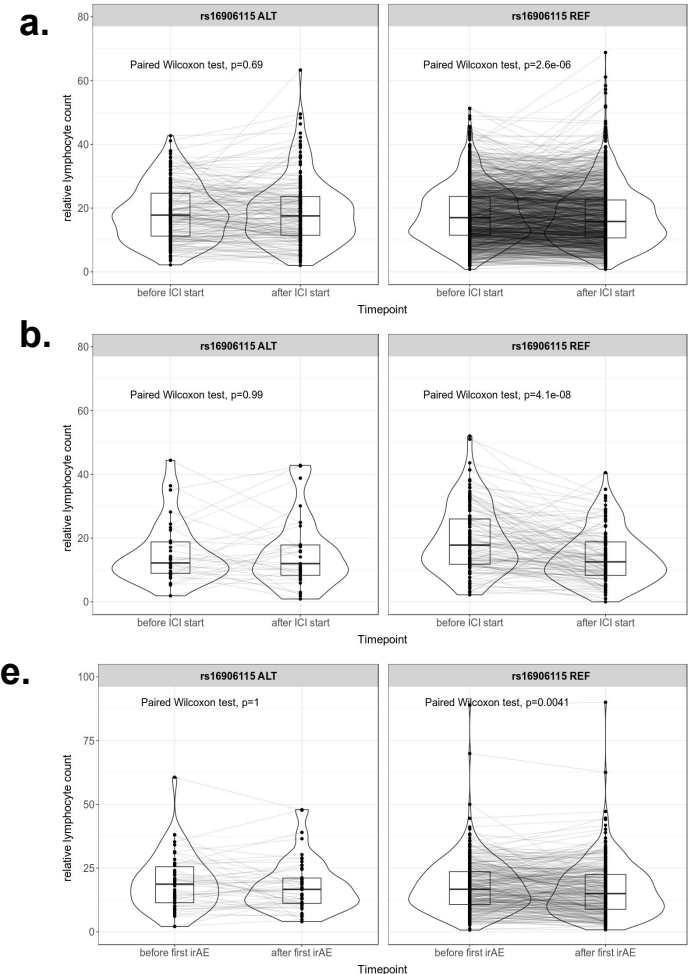 a.
rs16906115 ALT
rs16906115 REF
80
60
40
20
0
relative lymphocyte count
Paired Wilcoxon test, p=0.69
Paired Wilcoxon test, p=2.6e-06
before ICI start
after ICI start
before ICI start
after ICI start
Timepoint
b.
rs16906115 ALT
rs16906115 REF
80
60
40
20
0
relative lymphocyte count
Paired Wilcoxon test, p=0.99
Paired Wilcoxon test, p=4.1e-08
before ICI start
after ICI start
before ICI start
after ICI start
Timepoint
e.
rs16906115 ALT
rs16906115 REF
100
75
50
25
0
relative lymphocyte count
Paired Wilcoxon test, p=1
Paired Wilcoxon test, p=0.0041
before first irAE
after first irAE
before first irAE
after first irAE
Timepoint